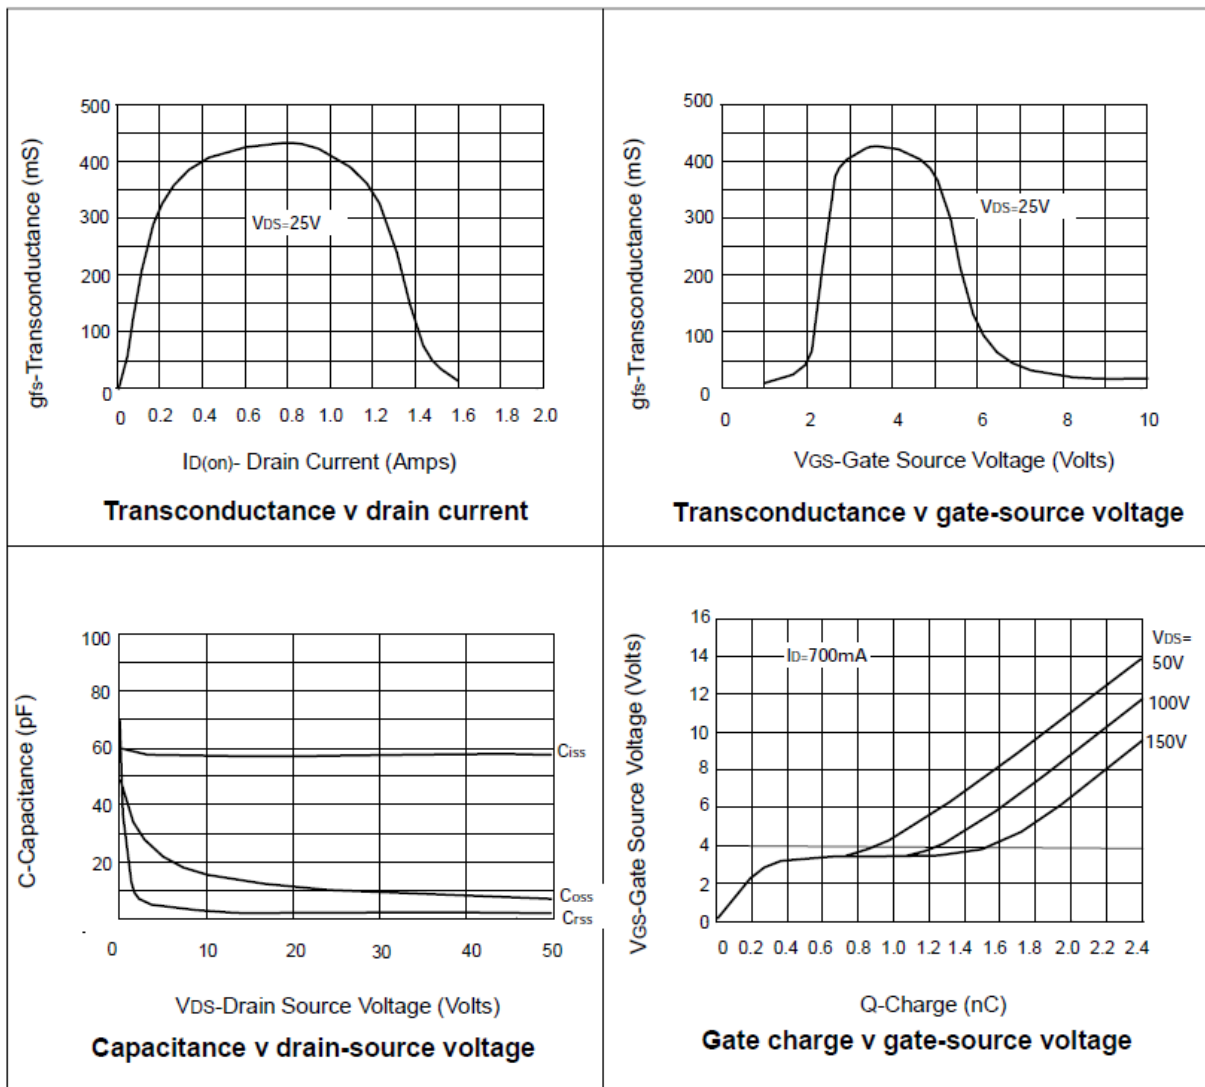 500
400
300
200
100
0
gfs-Transconductance (mS)
VDS=25V
0 0.2 0.4 0.6 0.8 1.0 1.2 1.4 1.6 1.8 2.0
ID(on)- Drain Current (Amps)
Transconductance v drain current
500
400
300
200
100
0
gfs-Transconductance (mS)
VDS=25V
0 2 4 6 8 10
VGS-Gate Source Voltage (Volts)
Transconductance v gate-source voltage
100
80
60
40
20
C-Capacitance (pF)
Ciss
Coss
Crss
0 10 20 30 40 50
VDS-Drain Source Voltage (Volts)
Capacitance v drain-source voltage
16
14
12
10
8
6
4
2
0
VGS-Gate Source Voltage (Volts)
ID=700mA
VDS=
50V
100V
150V
0 0.2 0.4 0.6 0.8 1.0 1.2 1.4 1.6 1.8 2.0 2.2 2.4
Q-Charge (nC)
Gate charge v gate-source voltage